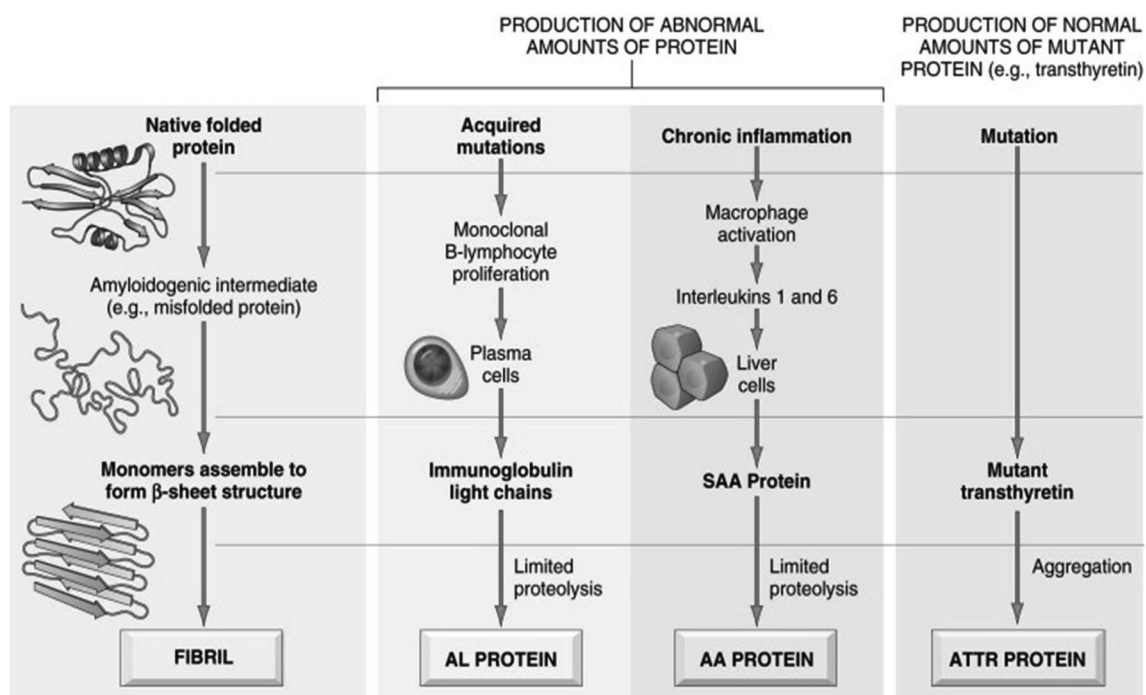 PRODUCTION OF ABNORMAL
AMOUNTS OF PROTEIN
PRODUCTION OF NORMAL
AMOUNTS OF MUTANT
PROTEIN (e.g., transthyretin)
Native folded
protein
Amyloidogenic intermediate
(e.g., misfolded protein)
Monomers assemble to
form β-sheet structure
FIBRIL
Acquired
mutations
Monoclonal
B-lymphocyte
proliferation
Plasma
cells
Immunoglobulin
light chains
Limited
proteolysis
AL PROTEIN
Chronic inflammation
Macrophage
activation
Interleukins 1 and 6
Liver
cells
SAA Protein
Limited
proteolysis
AA PROTEIN
Mutation
Mutant
transthyretin
Aggregation
ATTR PROTEIN